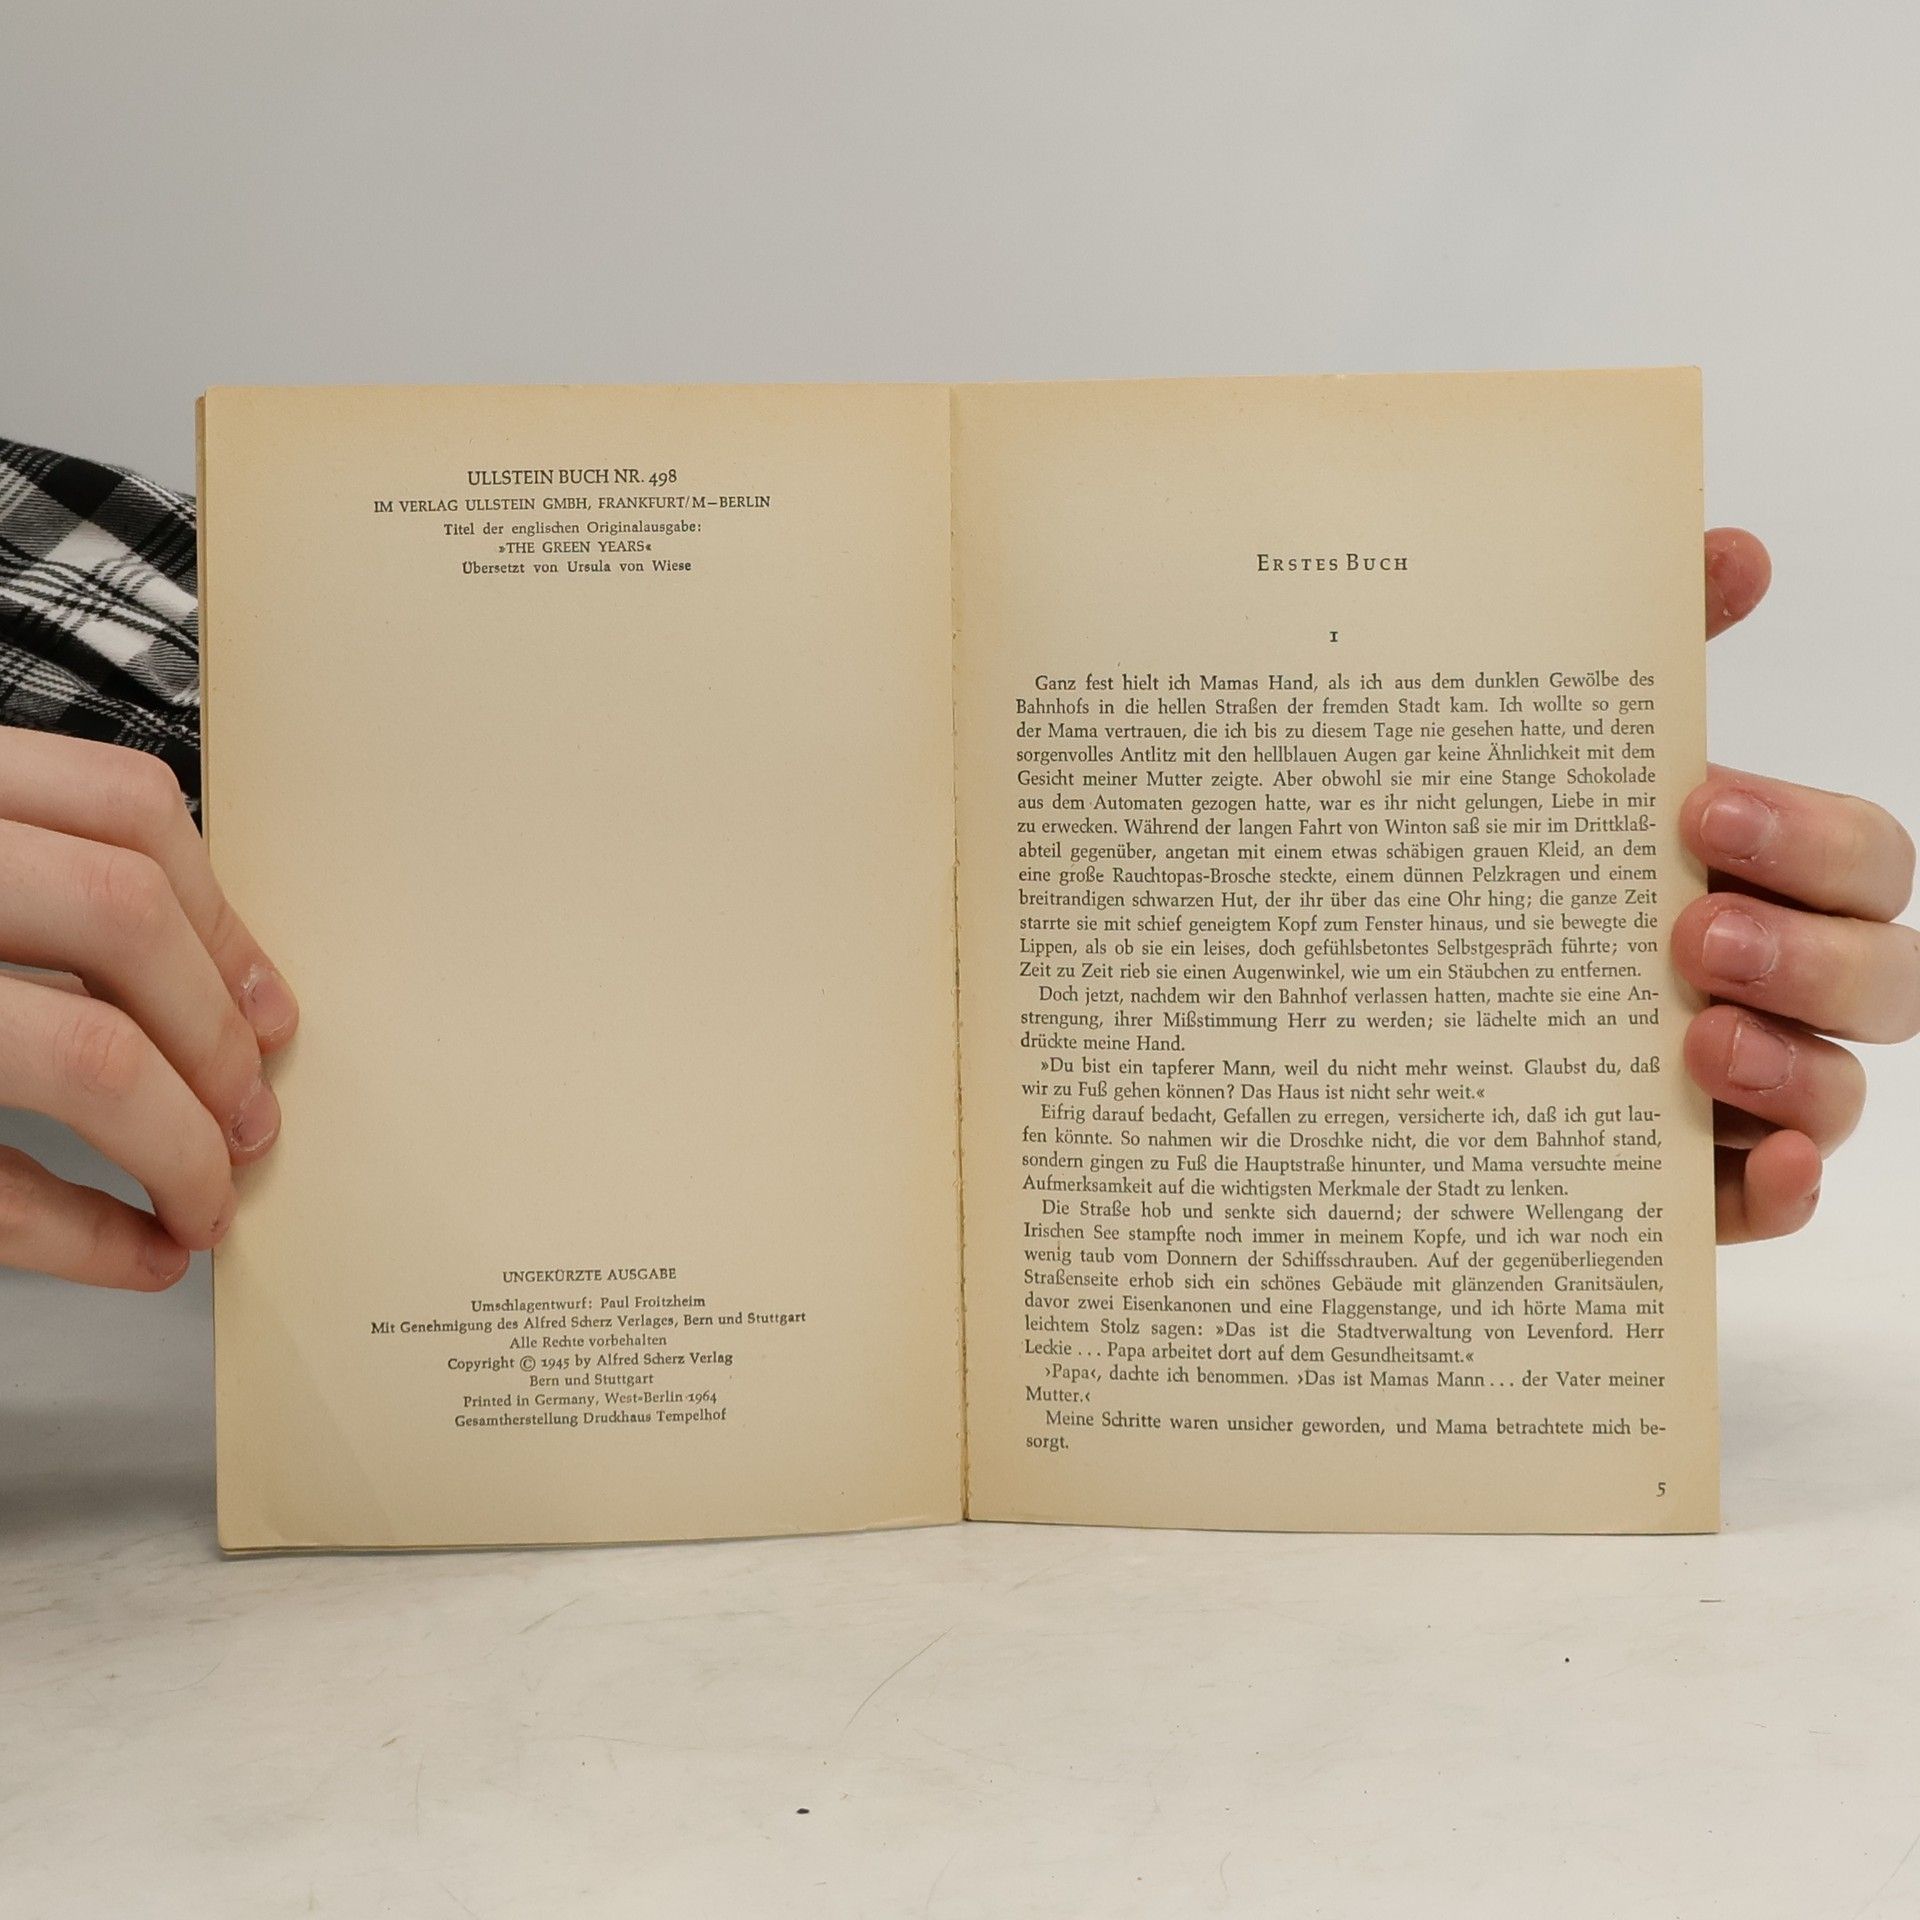 ULLSTEIN BUCH NR. 498
IM VERLAG ULLSTEIN GMBH, FRANKFURT/M–BERLIN
Titel der englischen Originalausgabe:
»THE GREEN YEARS«
Übersetzt von Ursula von Wiese
UNGEKÜRZTE AUSGABE
Umschlagentwurf: Paul Froitzheim
Mit Genehmigung des Alfred Scherz Verlages, Bern und Stuttgart
Alle Rechte vorbehalten
Copyright © 1945 by Alfred Scherz Verlag
Bern und Stuttgart
Printed in Germany, West-Berlin 1964
Gesamtherstellung Druckhaus Tempelhof
ERSTES BUCH
I
Ganz fest hielt ich Mamas Hand, als ich aus dem dunklen Gewölbe des
Bahnhofs in die hellen Straßen der fremden Stadt kam. Ich wollte so gern
der Mama vertrauen, die ich bis zu diesem Tage nie gesehen hatte, und deren
sorgenvolles Antlitz mit den hellblauen Augen gar keine Ähnlichkeit mit dem
Gesicht meiner Mutter zeigte. Aber obwohl sie mir eine Stange Schokolade
aus dem Automaten gezogen hatte, war es ihr nicht gelungen, Liebe in mir
zu erwecken. Während der langen Fahrt von Winton saß sie mir im Drittklaß-
abteil gegenüber, angetan mit einem etwas schäbigen grauen Kleid, an dem
eine große Rauchtopas-Brosche steckte, einem dünnen Pelzkragen und einem
breitrandigen schwarzen Hut, der ihr über das eine Ohr hing; die ganze Zeit
starrte sie mit schief geneigtem Kopf zum Fenster hinaus, und sie bewegte die
Lippen, als ob sie ein leises, doch gefühlsbetontes Selbstgespräch führte; von
Zeit zu Zeit rieb sie einen Augenwinkel, wie um ein Stäubchen zu entfernen.
Doch jetzt, nachdem wir den Bahnhof verlassen hatten, machte sie eine An-
strengung, ihrer Mißstimmung Herr zu werden; sie lächelte mich an und
drückte meine Hand.
»Du bist ein tapferer Mann, weil du nicht mehr weinst. Glaubst du, daß
wir zu Fuß gehen können? Das Haus ist nicht sehr weit.«
Eifrig darauf bedacht, Gefallen zu erregen, versicherte ich, daß ich gut lau-
fen könnte. So nahmen wir die Droschke nicht, die vor dem Bahnhof stand,
sondern gingen zu Fuß die Hauptstraße hinunter, und Mama versuchte meine
Aufmerksamkeit auf die wichtigsten Merkmale der Stadt zu lenken.
Die Straße hob und senkte sich dauernd; der schwere Wellengang der
Irischen See stampfte noch immer in meinem Kopfe, und ich war noch ein
wenig taub vom Donnern der Schiffsschrauben. Auf der gegenüberliegenden
Straßenseite erhob sich ein schönes Gebäude mit glänzenden Granitsäulen,
davor zwei Eisenkanonen und eine Flaggenstange, und ich hörte Mama mit
leichtem Stolz sagen: »Das ist die Stadtverwaltung von Levenford. Herr
Leckie . . . Papa arbeitet dort auf dem Gesundheitsamt.«
›Papa‹, dachte ich benommen. ›Das ist Mamas Mann . . . der Vater meiner
Mutter.‹
Meine Schritte waren unsicher geworden, und Mama betrachtete mich be-
sorgt.
5